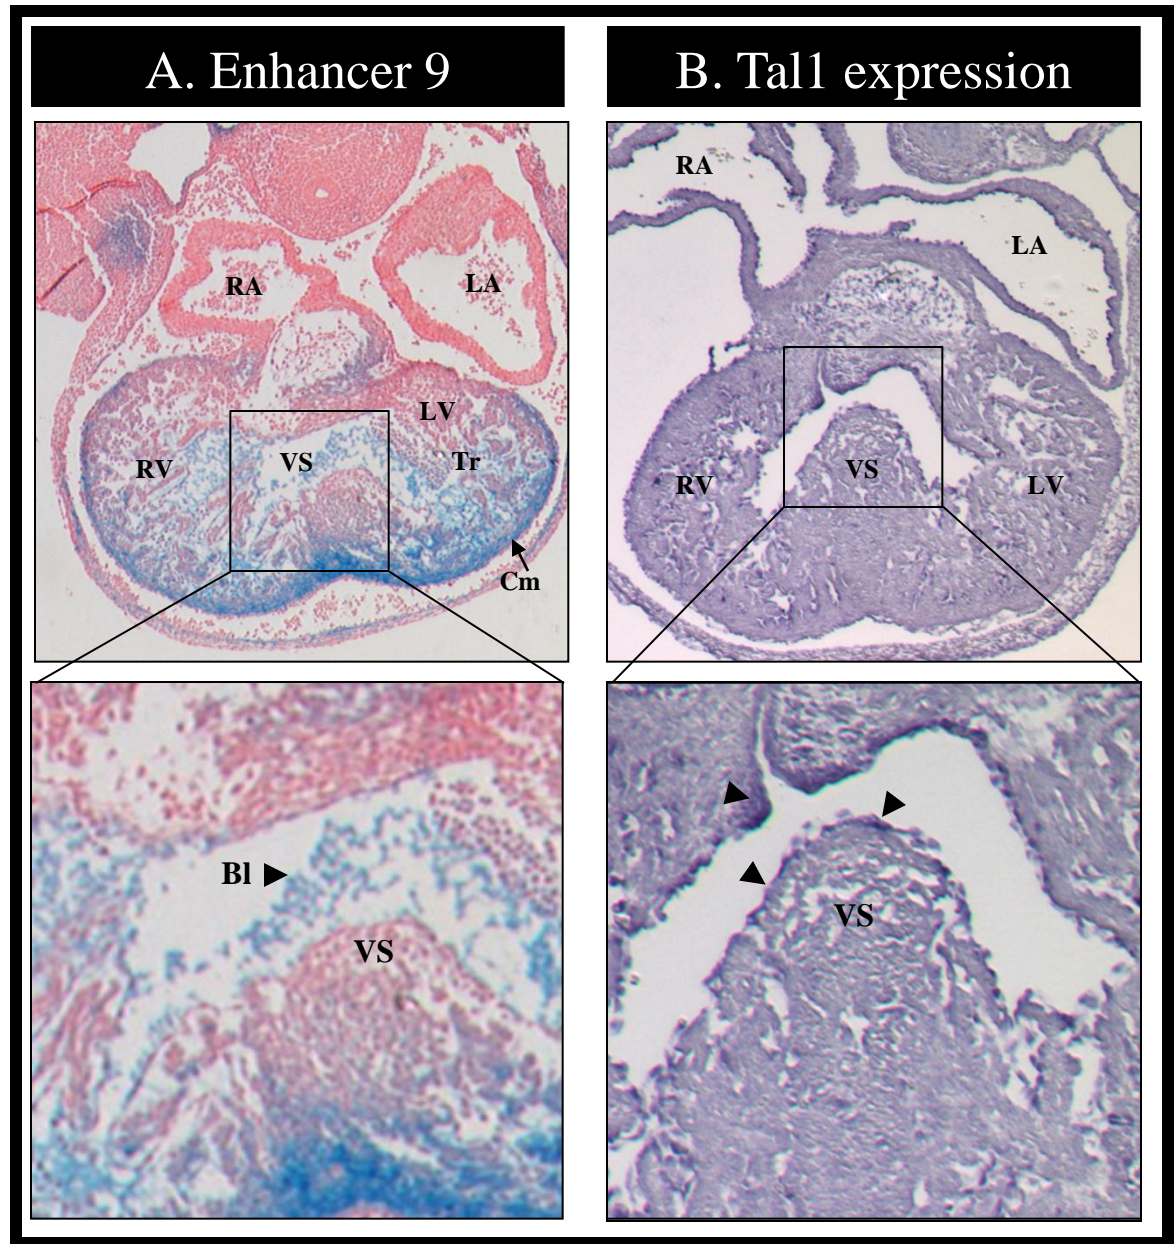 A. Enhancer 9
B. Tal1 expression
RA
LA
LV
RV
VS
Tr
Cm
RA
LA
RV
VS
LV
Bl
VS
VS